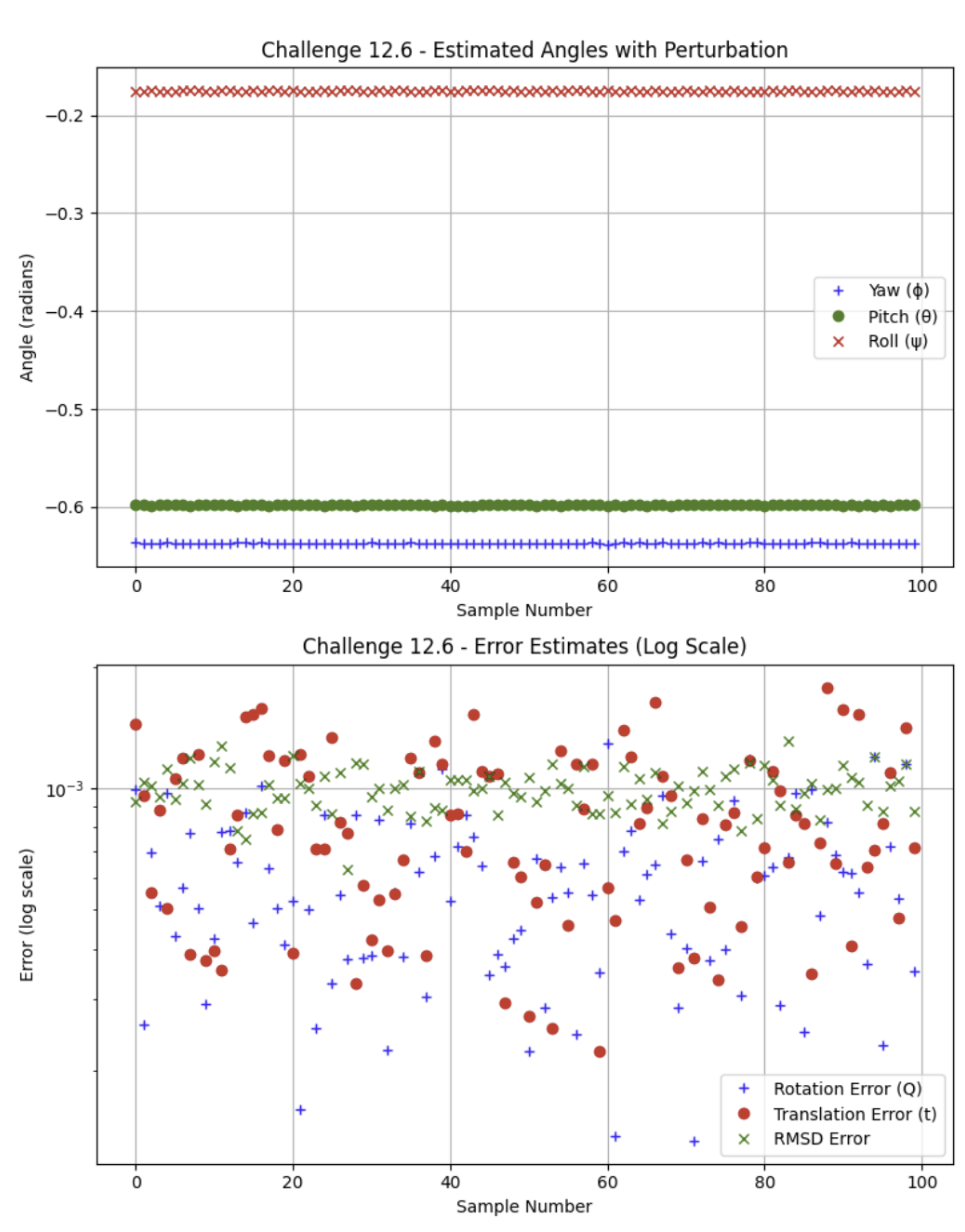 Challenge 12.6 - Estimated Angles with Perturbation
Angle (radians)
−0.2
−0.3
−0.4
−0.5
−0.6
Yaw (ϕ)
Pitch (θ)
Roll (ψ)
0 20 40 60 80 100
Sample Number
Challenge 12.6 - Error Estimates (Log Scale)
Error (log scale)
10⁻³
Rotation Error (Q)
Translation Error (t)
RMSD Error
0 20 40 60 80 100
Sample Number